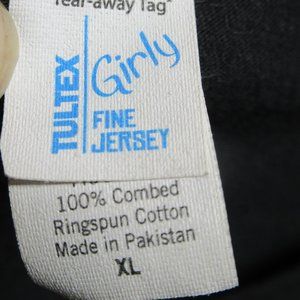 Tear-away Tag
TULTEX
Girly
FINE
JERSEY
100% Combed
Ringspun Cotton
Made in Pakistan
XL